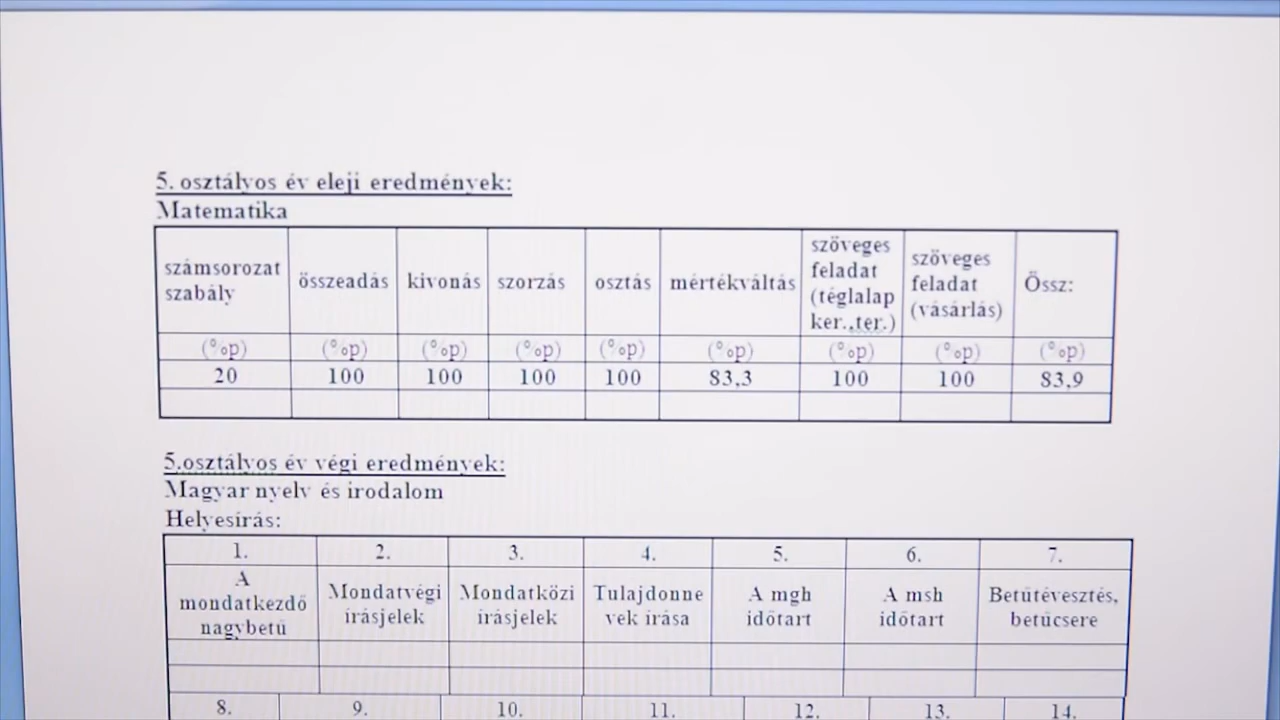 5. osztályos év eleji eredmények:
Matematika
számsorozat szabály összeadás kivonás szorzás osztás mértékváltás szöveges feladat (téglalap ker.,ter.) szöveges feladat (vásárlás) Össz:
(%p) (%p) (%p) (%p) (%p) (%p) (%p) (%p) (%p)
20 100 100 100 100 83,3 100 100 83,9
5.osztályos év végi eredmények:
Magyar nyelv és irodalom
Helyesírás:
1. 2. 3. 4. 5. 6. 7.
A mondatkezdő nagybetű Mondatvégi írásjelek Mondatközi írásjelek Tulajdonne vek írása A mgh időtart A msh időtart Betűtévesztés, betűcsere
8. 9. 10. 11. 12. 13. 14.